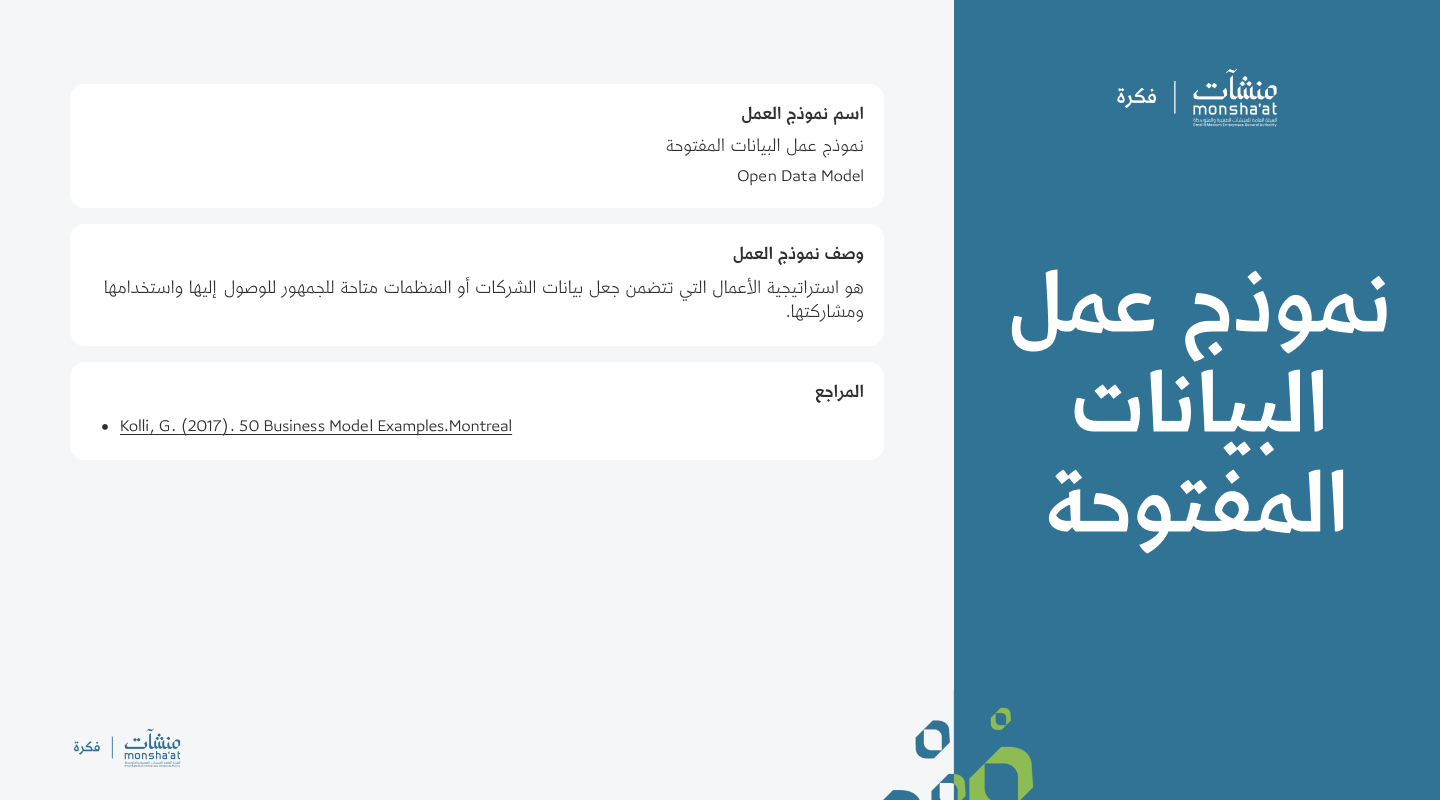 منشآت
monsha'at
الهيئة العامة للمنشآت الصغيرة والمتوسطة
Small & Medium Enterprises General Authority
فكرة
نموذج عمل
البيانات
المفتوحة
اسم نموذج العمل
نموذج عمل البيانات المفتوحة
Open Data Model
وصف نموذج العمل
هو استراتيجية الأعمال التي تتضمن جعل بيانات الشركات أو المنظمات متاحة للجمهور للوصول إليها واستخدامها
ومشاركتها.
المراجع
• Kolli, G. (2017). 50 Business Model Examples.Montreal
منشآت
monsha'at
فكرة